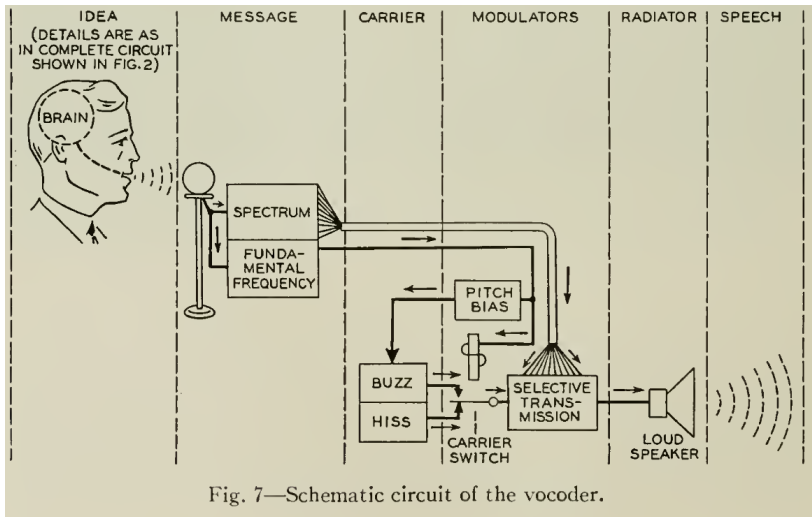 IDEA
(DETAILS ARE AS
IN COMPLETE CIRCUIT
SHOWN IN FIG.2)
MESSAGE
CARRIER
MODULATORS
RADIATOR
SPEECH
BRAIN
SPECTRUM
FUNDA-
MENTAL
FREQUENCY
PITCH
BIAS
BUZZ
HISS
CARRIER
SWITCH
SELECTIVE
TRANS-
MISSION
LOUD
SPEAKER
Fig. 7—Schematic circuit of the vocoder.